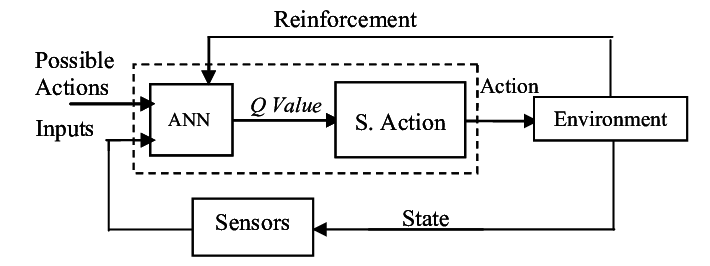 Reinforcement
Possible
Actions
Inputs
ANN
Q Value
S. Action
Action
Environment
Sensors
State